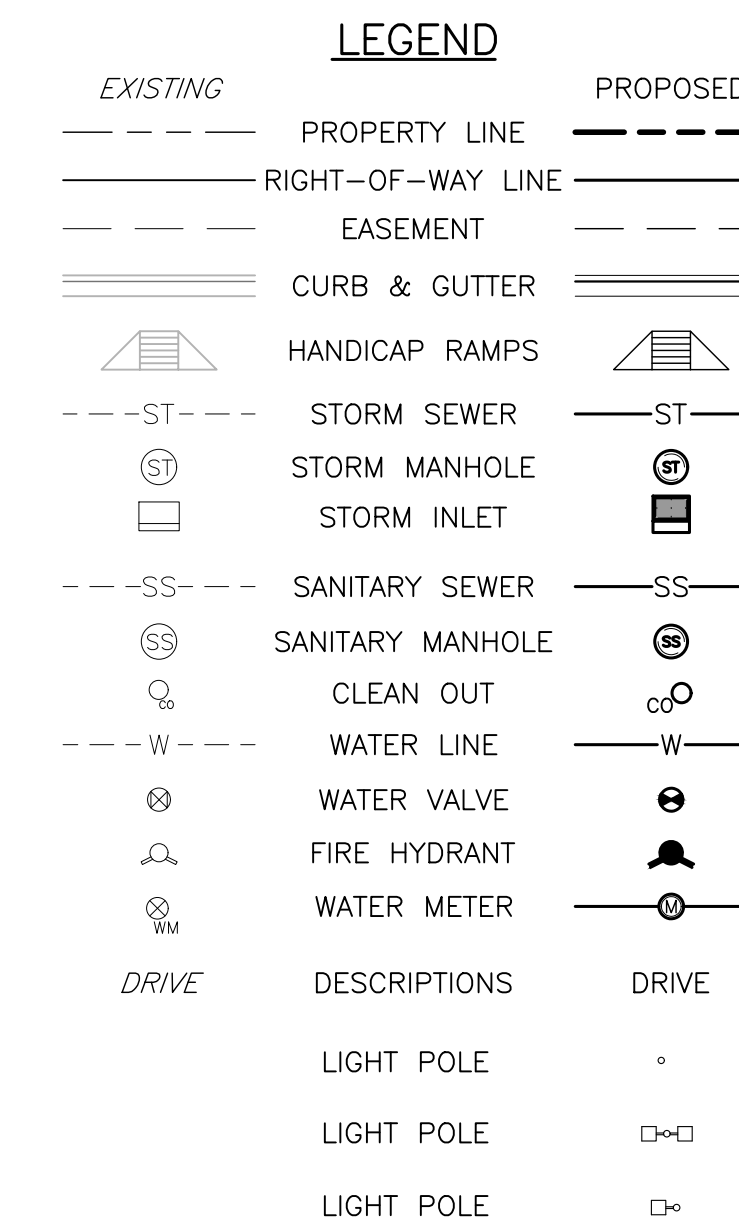 LEGEND
EXISTING PROPOSED
PROPERTY LINE
RIGHT-OF-WAY LINE
EASEMENT
CURB & GUTTER
HANDICAP RAMPS
ST STORM SEWER ST
ST STORM MANHOLE ST
STORM INLET
SS SANITARY SEWER SS
SS SANITARY MANHOLE SS
CO CLEAN OUT CO
W WATER LINE W
WATER VALVE
FIRE HYDRANT
WM WATER METER M
DRIVE DESCRIPTIONS DRIVE
LIGHT POLE
LIGHT POLE
LIGHT POLE